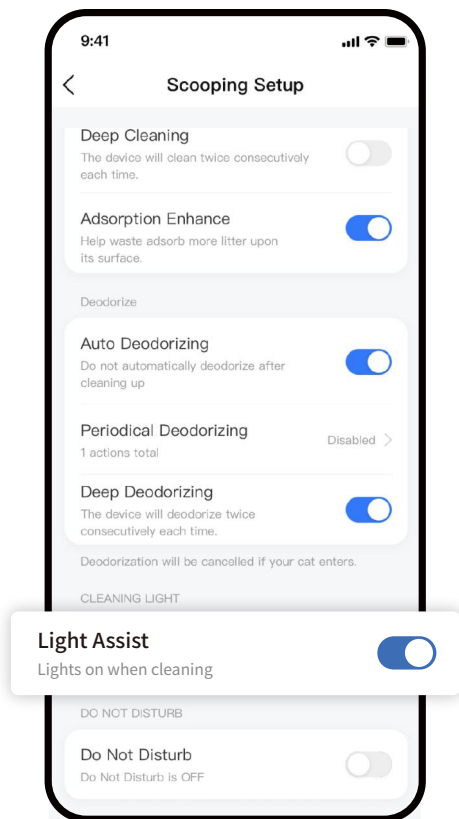 9:41
Scooping Setup
Deep Cleaning
The device will clean twice consecutively
each time.
Adsorption Enhance
Help waste adsorb more litter upon
its surface.
Deodorize
Auto Deodorizing
Do not automatically deodorize after
cleaning up
Periodical Deodorizing
Disabled
1 actions total
Deep Deodorizing
The device will deodorize twice
consecutively each time.
Deodorization will be cancelled if your cat enters.
CLEANING LIGHT
Light Assist
Lights on when cleaning
DO NOT DISTURB
Do Not Disturb
Do Not Disturb is OFF